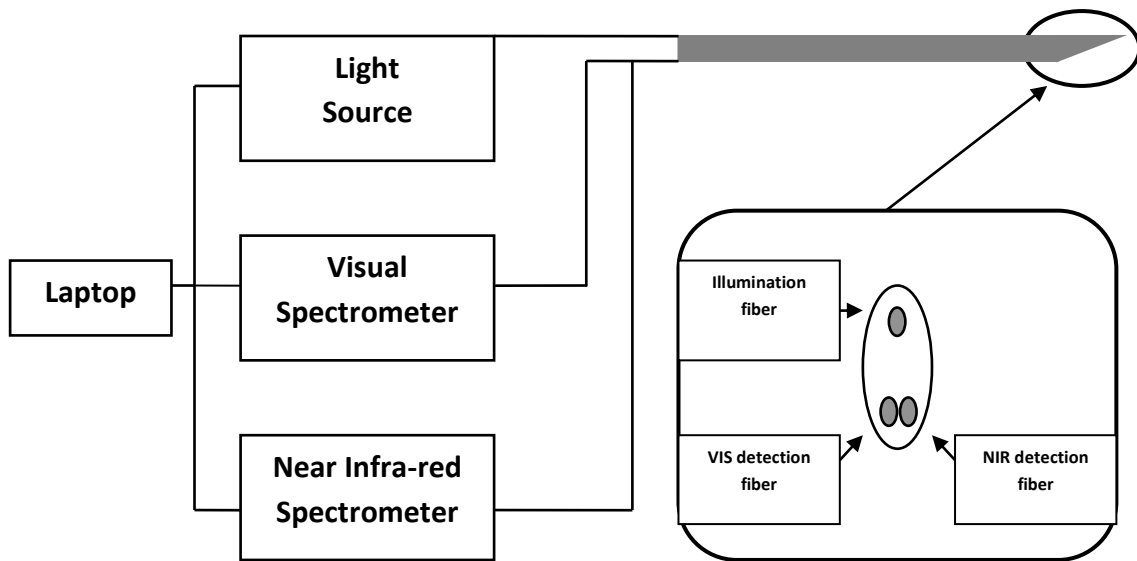 Light
Source
Laptop
Visual
Spectrometer
Near Infra-red
Spectrometer
Illumination
fiber
VIS detection
fiber
NIR detection
fiber